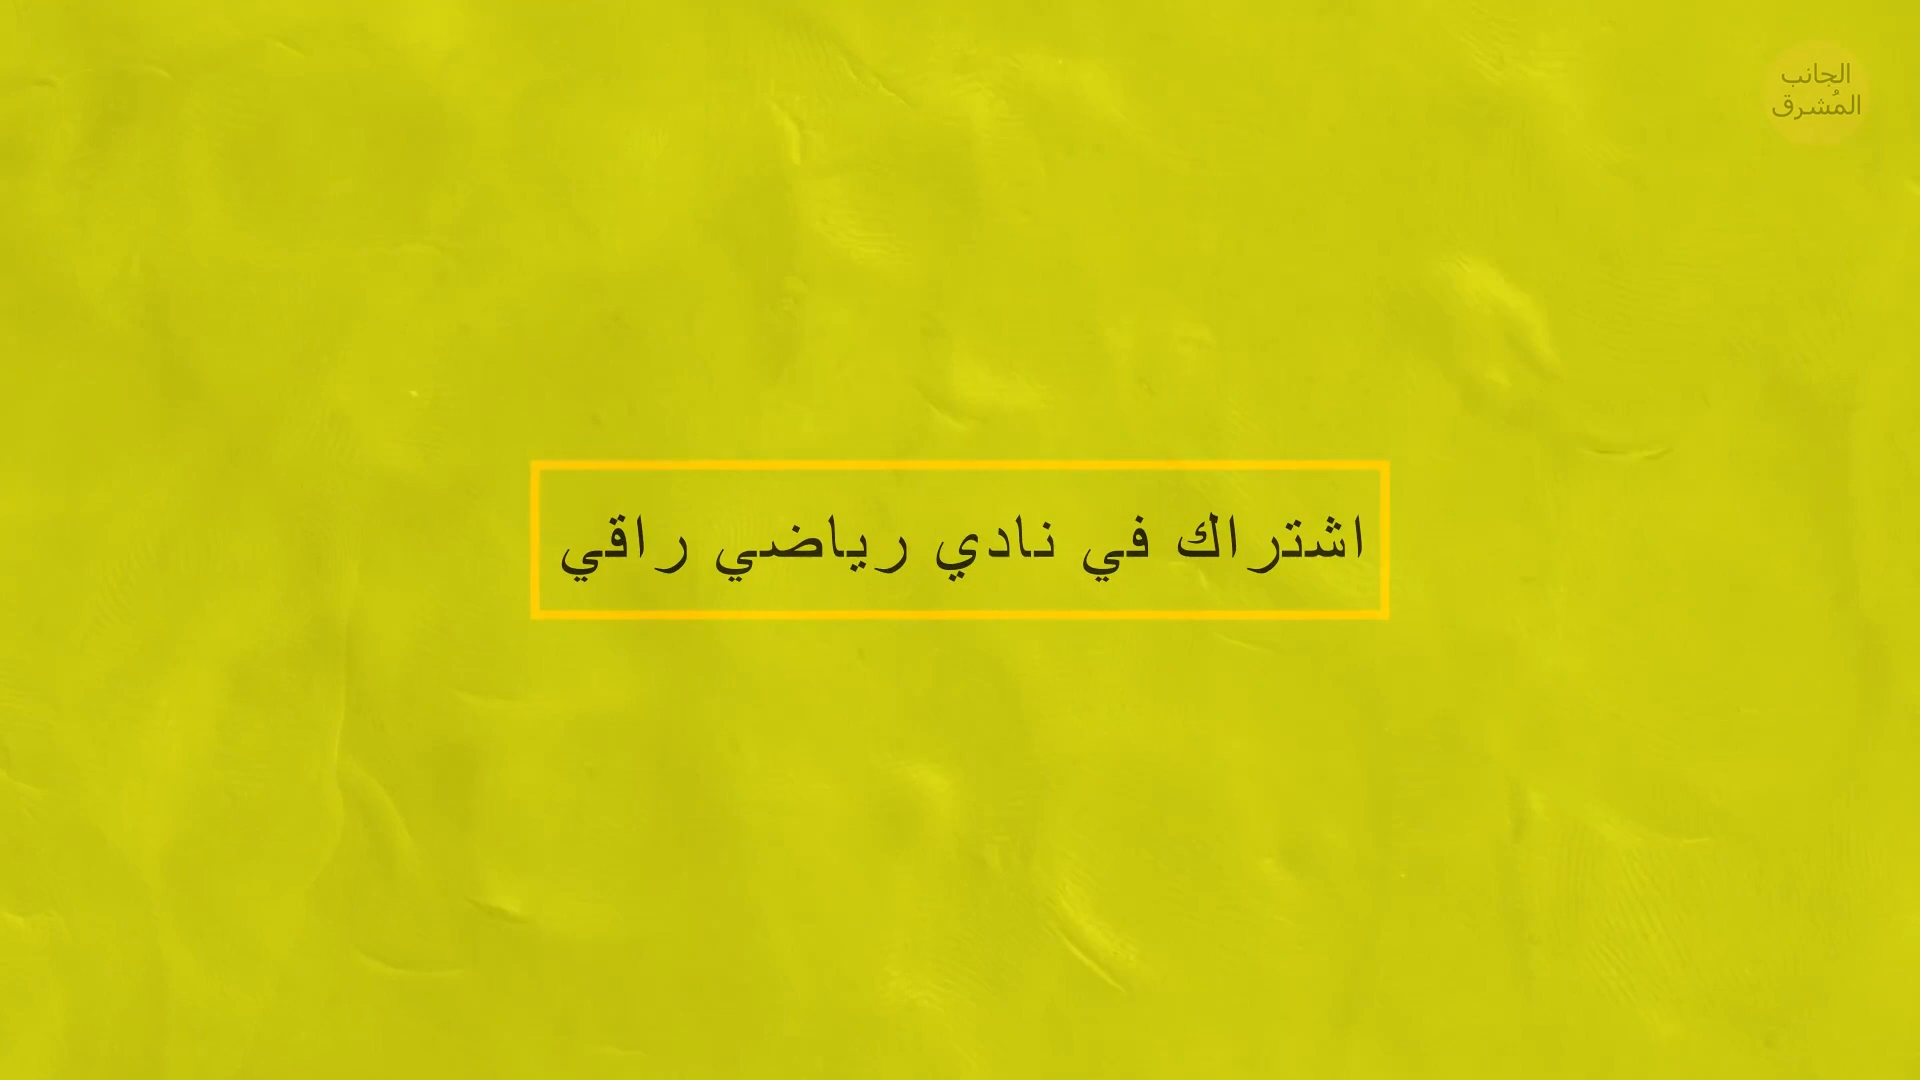 الجانب
المُشرق
اشتراك في نادي رياضي راقي